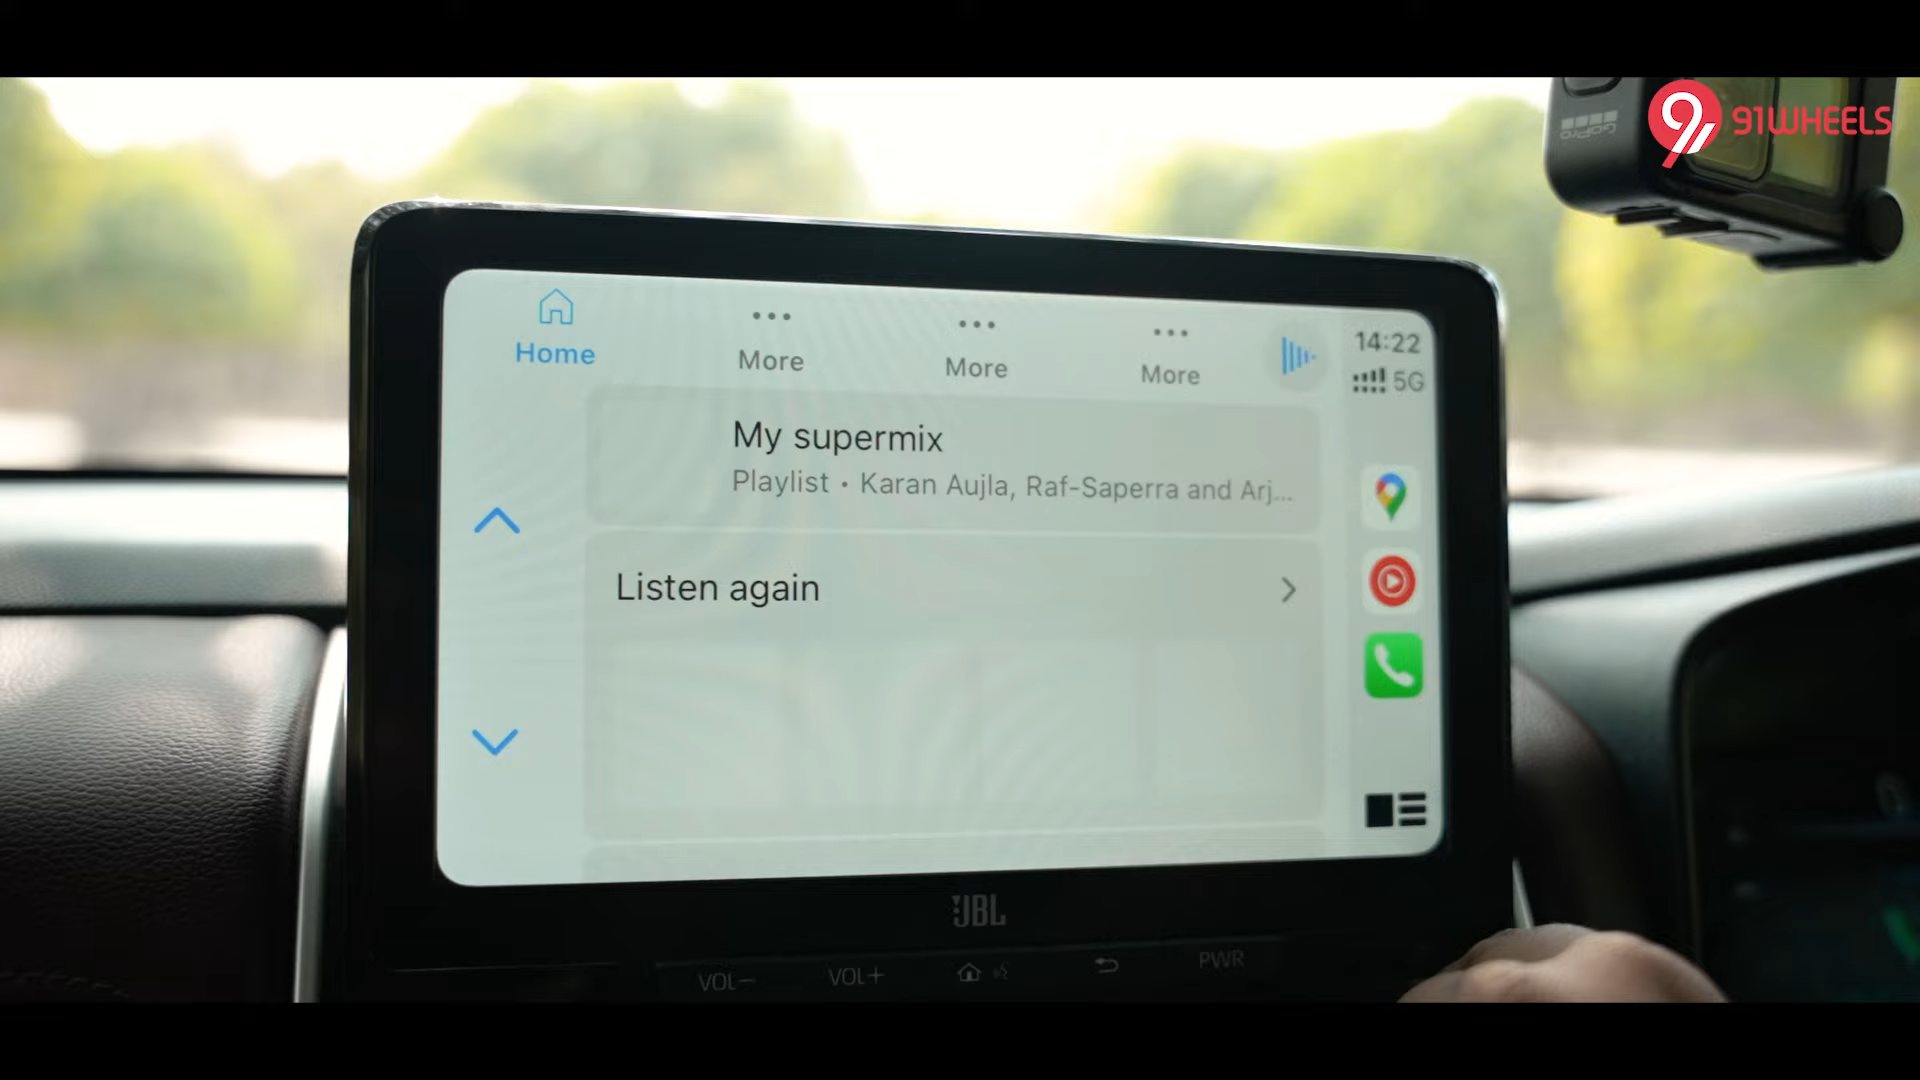 GoPro
91WHEELS
Home
More
More
More
14:22
5G
My supermix
Playlist • Karan Aujla, Raf-Saperra and Arj...
Listen again
JBL
VOL−
VOL+
PWR